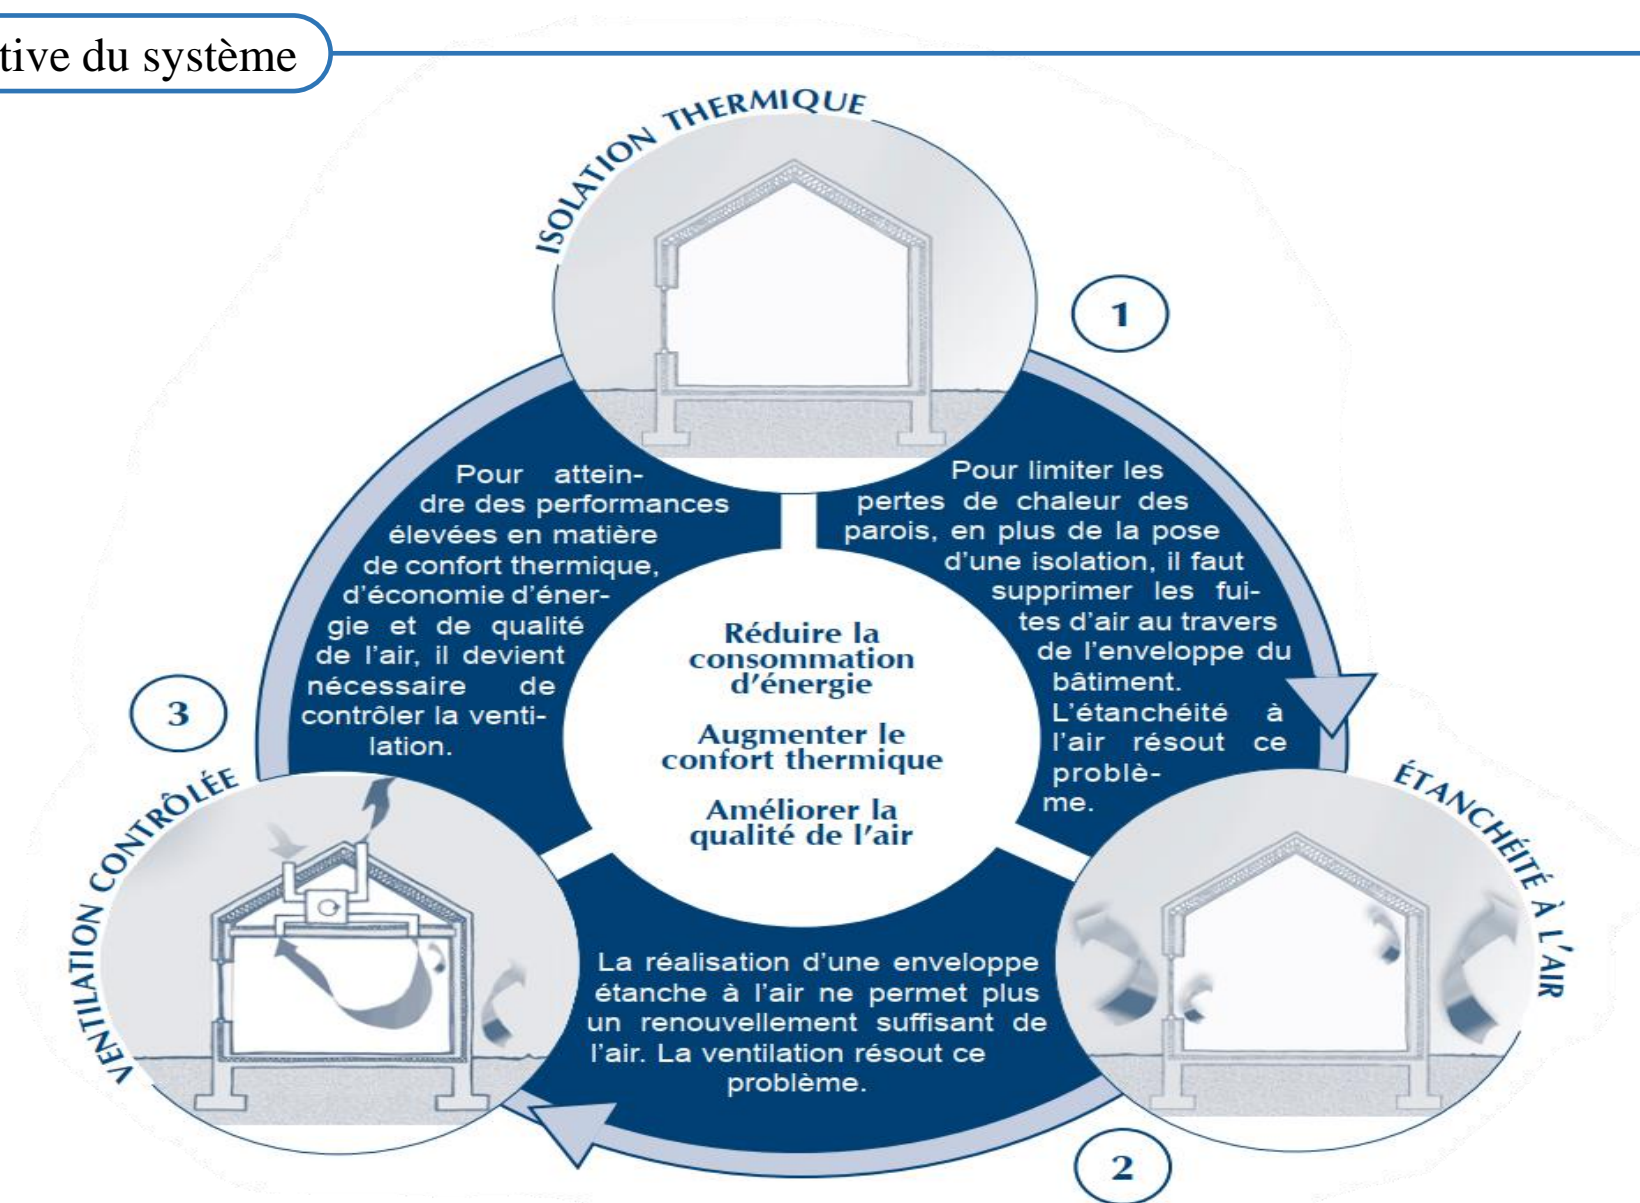 tive du système
ISOLATION THERMIQUE
1
Pour limiter les
pertes de chaleur des
parois, en plus de la pose
d'une isolation, il faut
supprimer les fui-
tes d'air au travers
de l'enveloppe du
bâtiment.
L'étanchéité à
l'air résout ce
problè-
me.
ÉTANCHÉITÉ À L'AIR
2
La réalisation d'une enveloppe
étanche à l'air ne permet plus
un renouvellement suffisant de
l'air. La ventilation résout ce
problème.
VENTILATION CONTRÔLÉE
3
Pour attein-
dre des performances
élevées en matière
de confort thermique,
d'économie d'éner-
gie et de qualité
de l'air, il devient
nécessaire de
contrôler la venti-
lation.
Réduire la
consommation
d'énergie
Augmenter le
confort thermique
Améliorer la
qualité de l'air